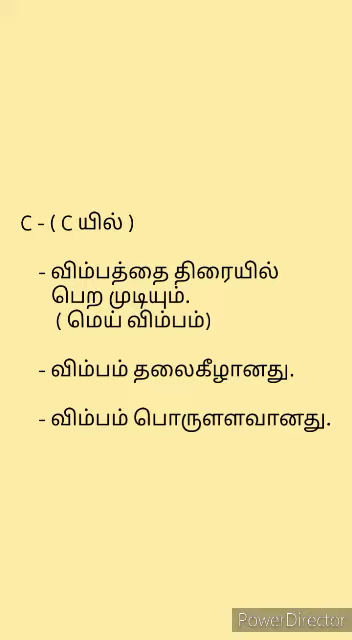 C - ( C யில் )
- விம்பத்தை திரையில்
பெற முடியும்.
( மெய் விம்பம்)
- விம்பம் தலைகீழானது.
- விம்பம் பொருளளவானது.
PowerDirector